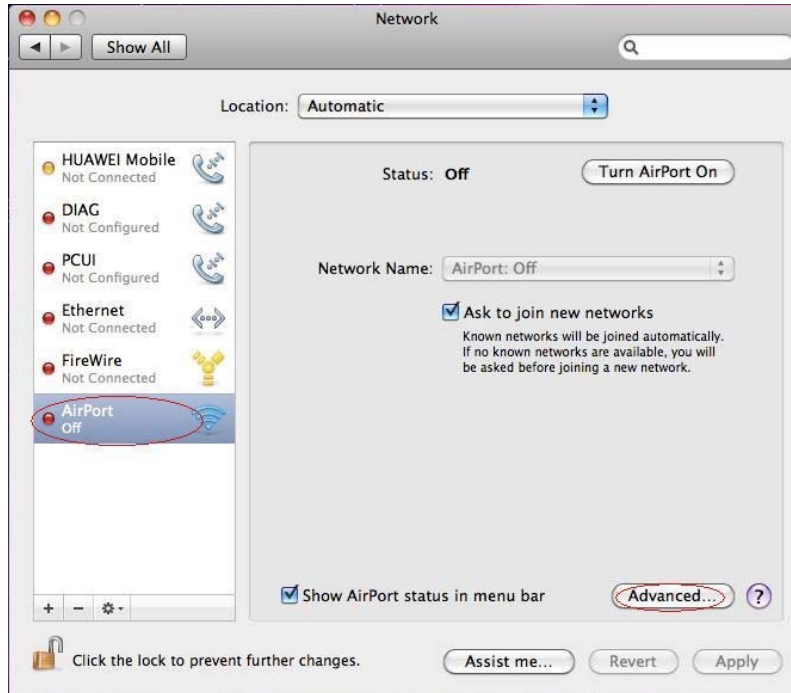 Network
Show All
Location: Automatic
HUAWEI Mobile
Not Connected
DIAG
Not Configured
PCUI
Not Configured
Ethernet
Not Connected
FireWire
Not Connected
AirPort
Off
Status: Off
Turn AirPort On
Network Name: AirPort: Off
Ask to join new networks
Known networks will be joined automatically.
If no known networks are available, you will
be asked before joining a new network.
Show AirPort status in menu bar
Advanced...
?
Click the lock to prevent further changes.
Assist me...
Revert
Apply